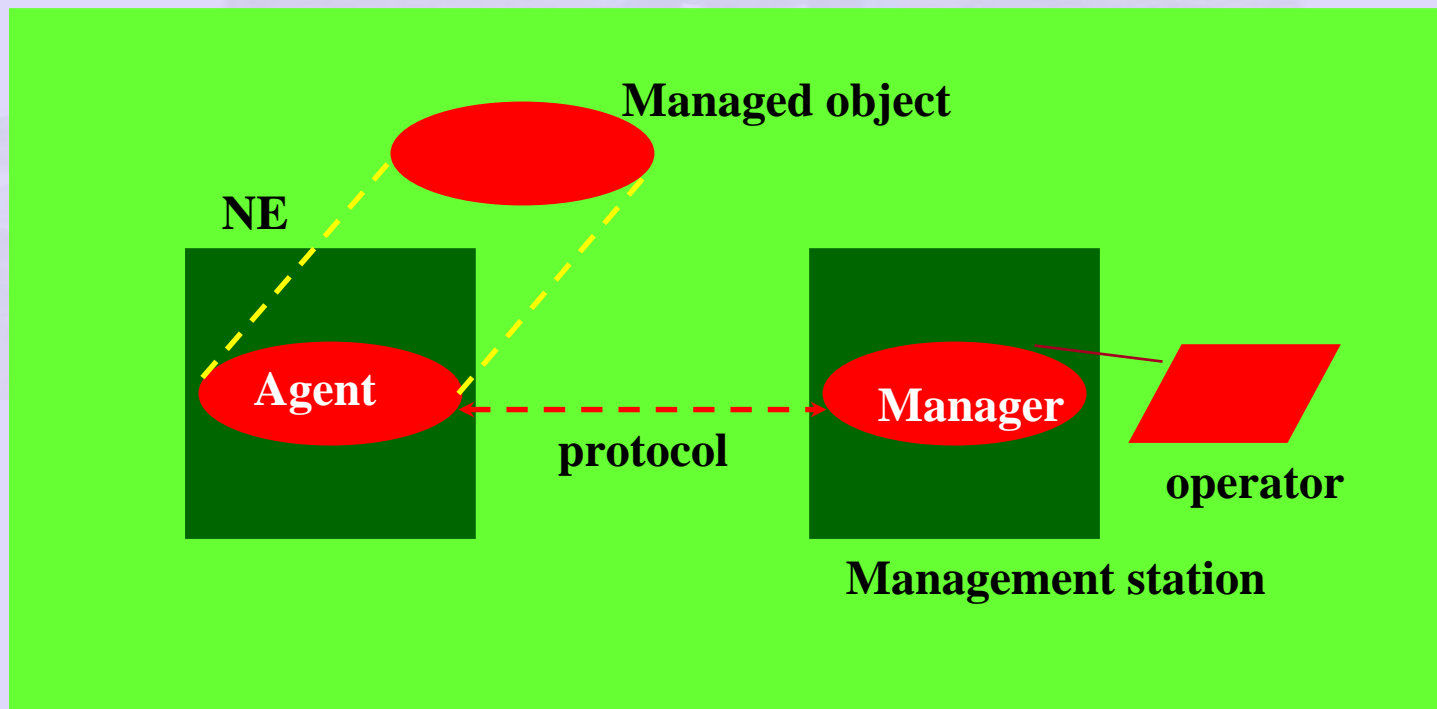 Managed object
NE
Agent
Manager
protocol
operator
Management station